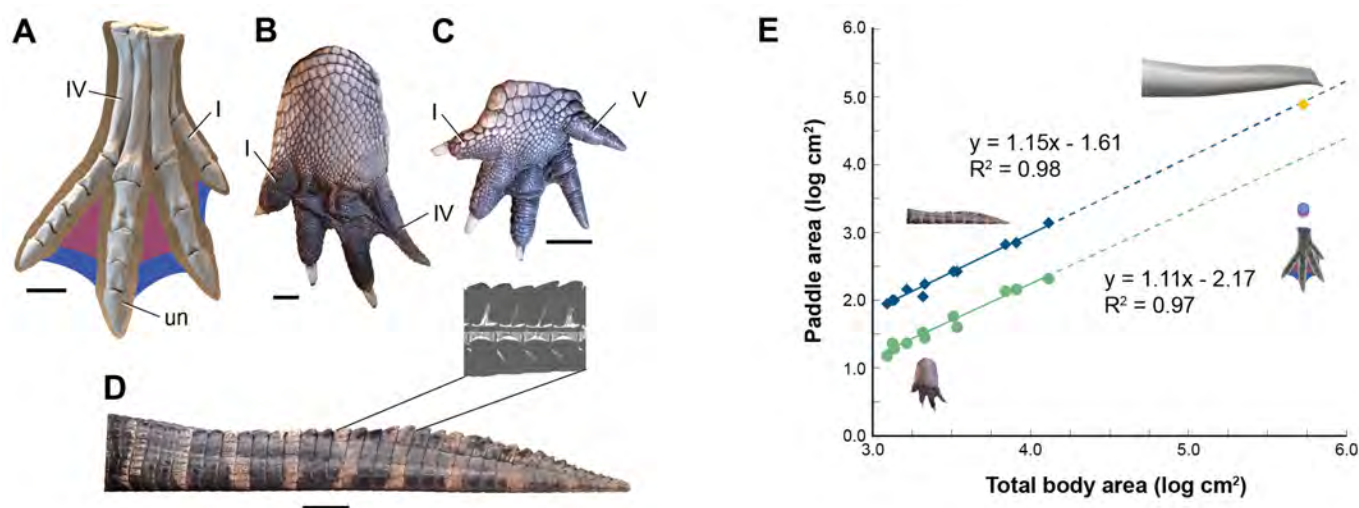 A
IV
I
un
B
I
IV
C
I
V
D
E
Paddle area (log cm²)
6.0
5.0
4.0
3.0
2.0
1.0
0.0
y = 1.15x - 1.61
R² = 0.98
y = 1.11x - 2.17
R² = 0.97
3.0 4.0 5.0 6.0
Total body area (log cm²)